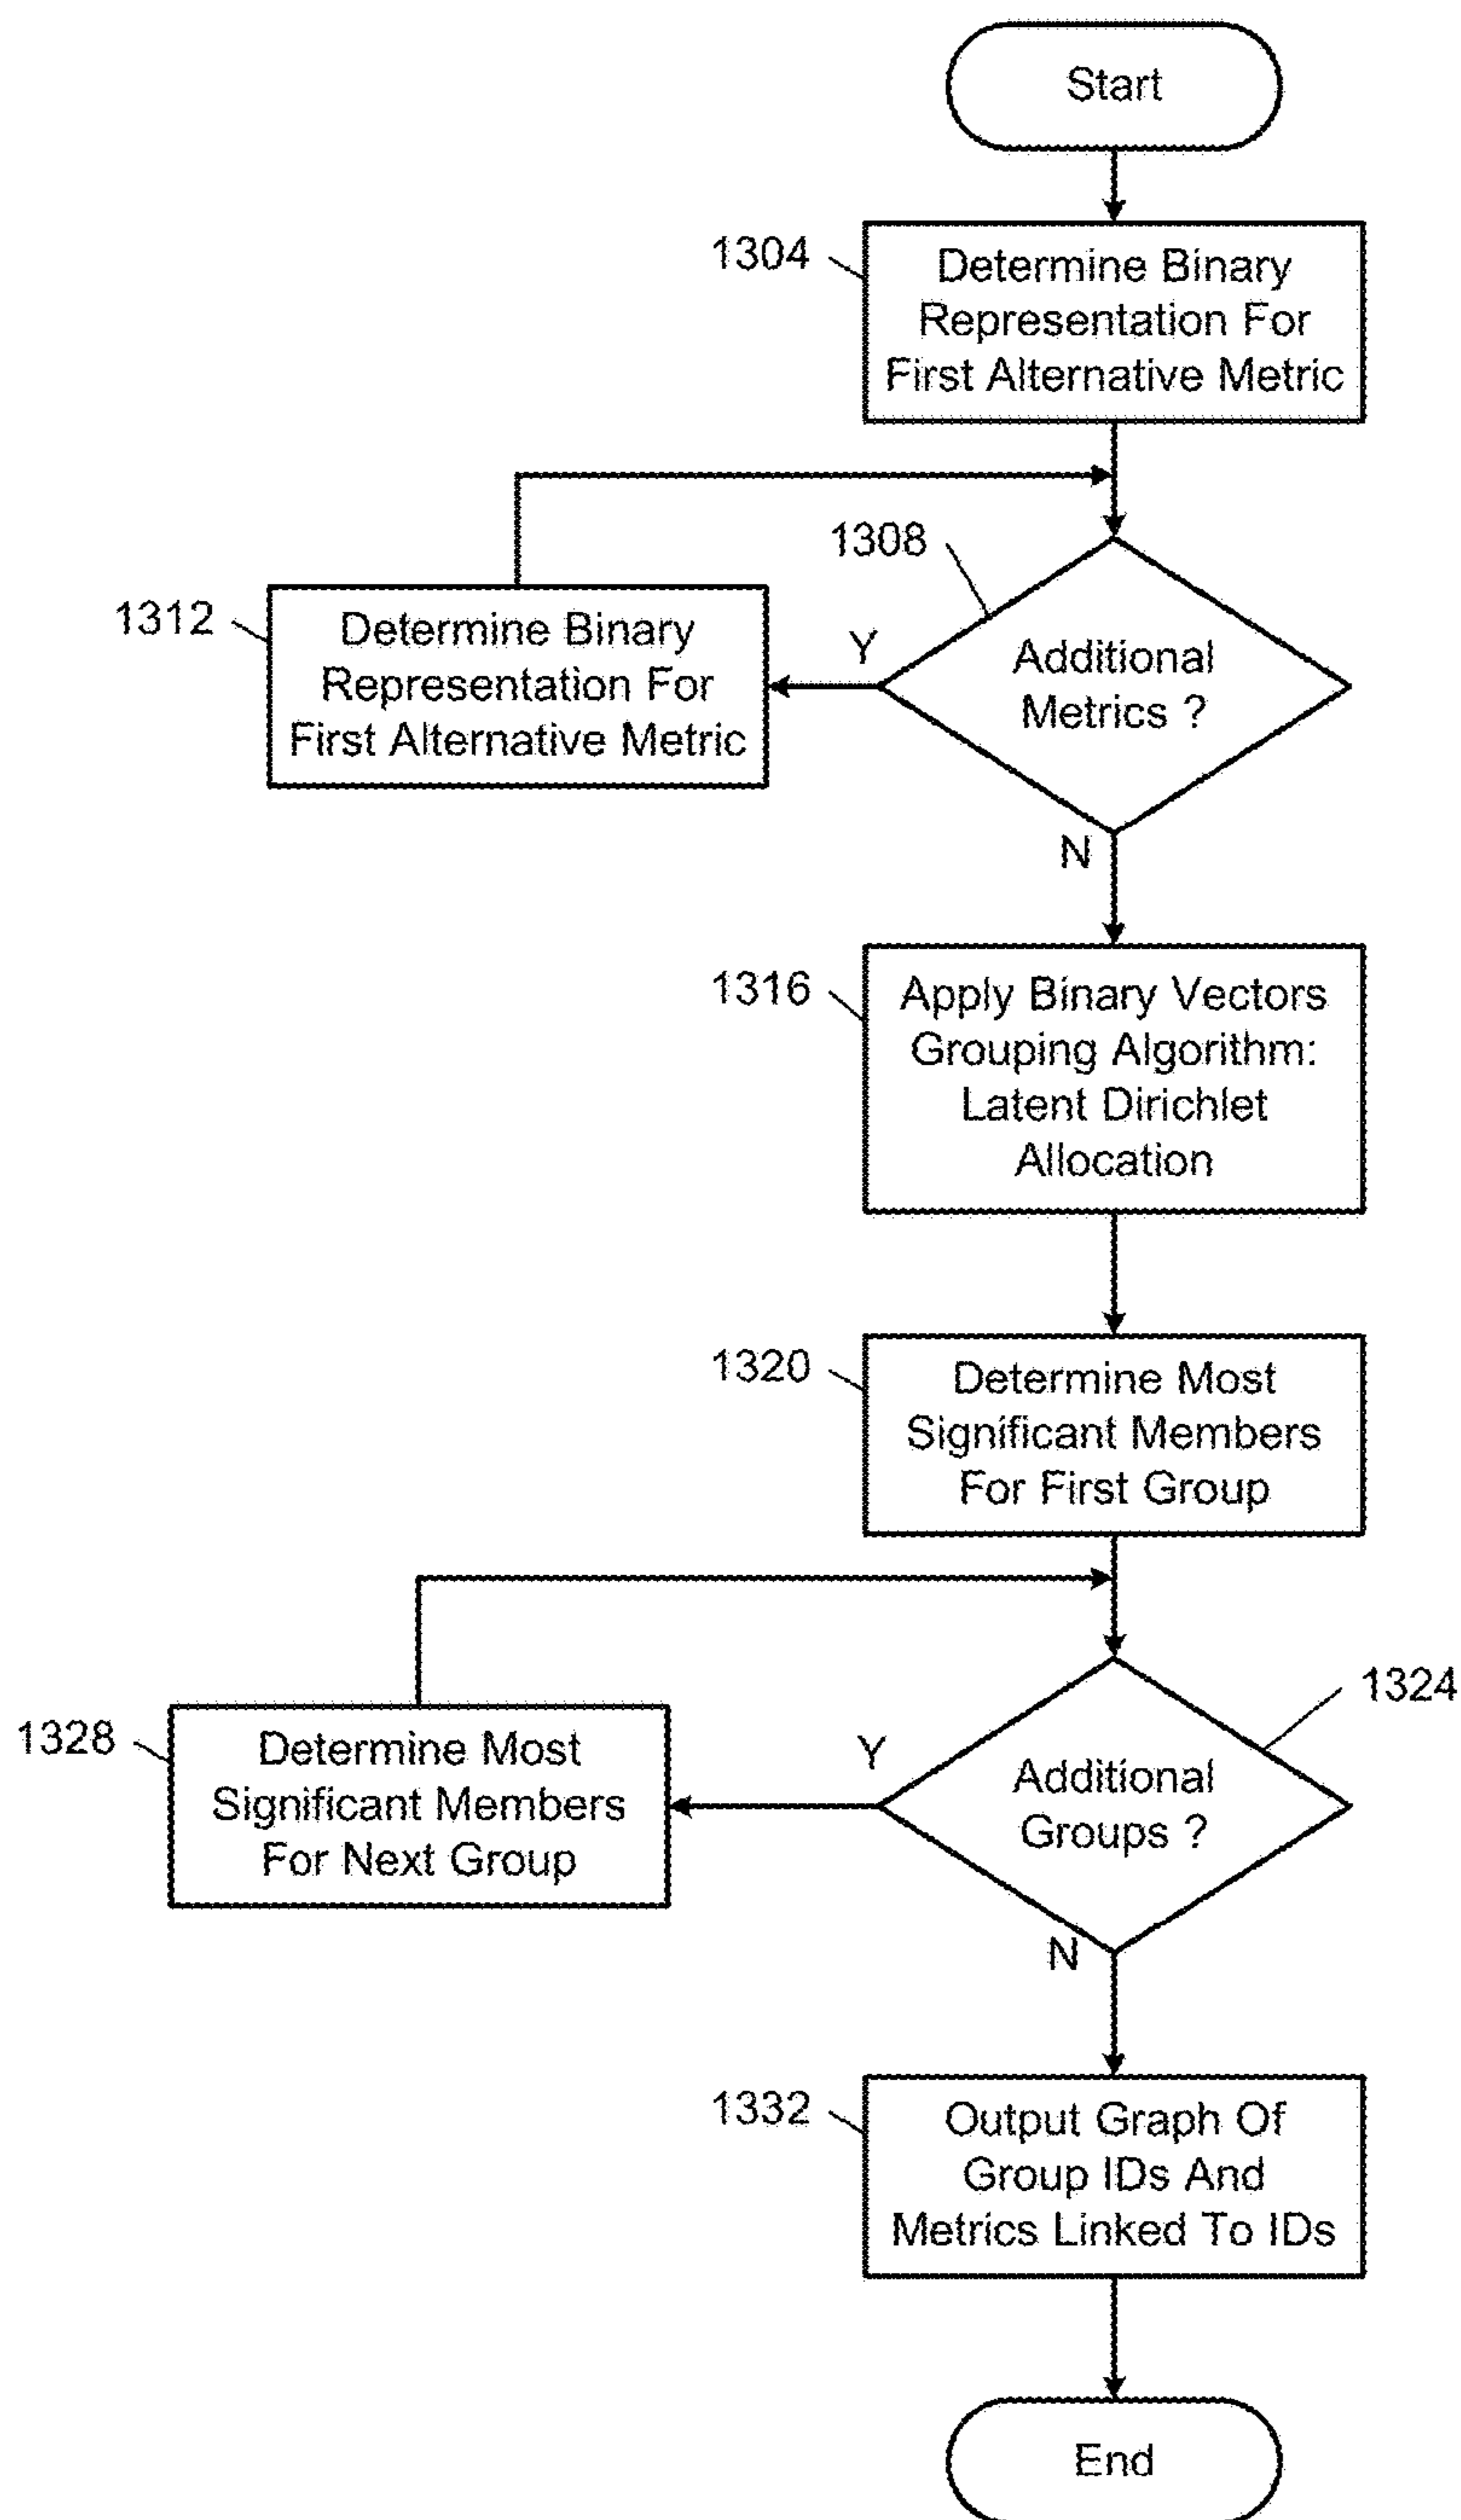 Start
1304
Determine Binary
Representation For
First Alternative Metric
1308
Additional
Metrics ?
Y
N
1312
Determine Binary
Representation For
First Alternative Metric
1316
Apply Binary Vectors
Grouping Algorithm:
Latent Dirichlet
Allocation
1320
Determine Most
Significant Members
For First Group
1324
Additional
Groups ?
Y
N
1328
Determine Most
Significant Members
For Next Group
1332
Output Graph Of
Group IDs And
Metrics Linked To IDs
End